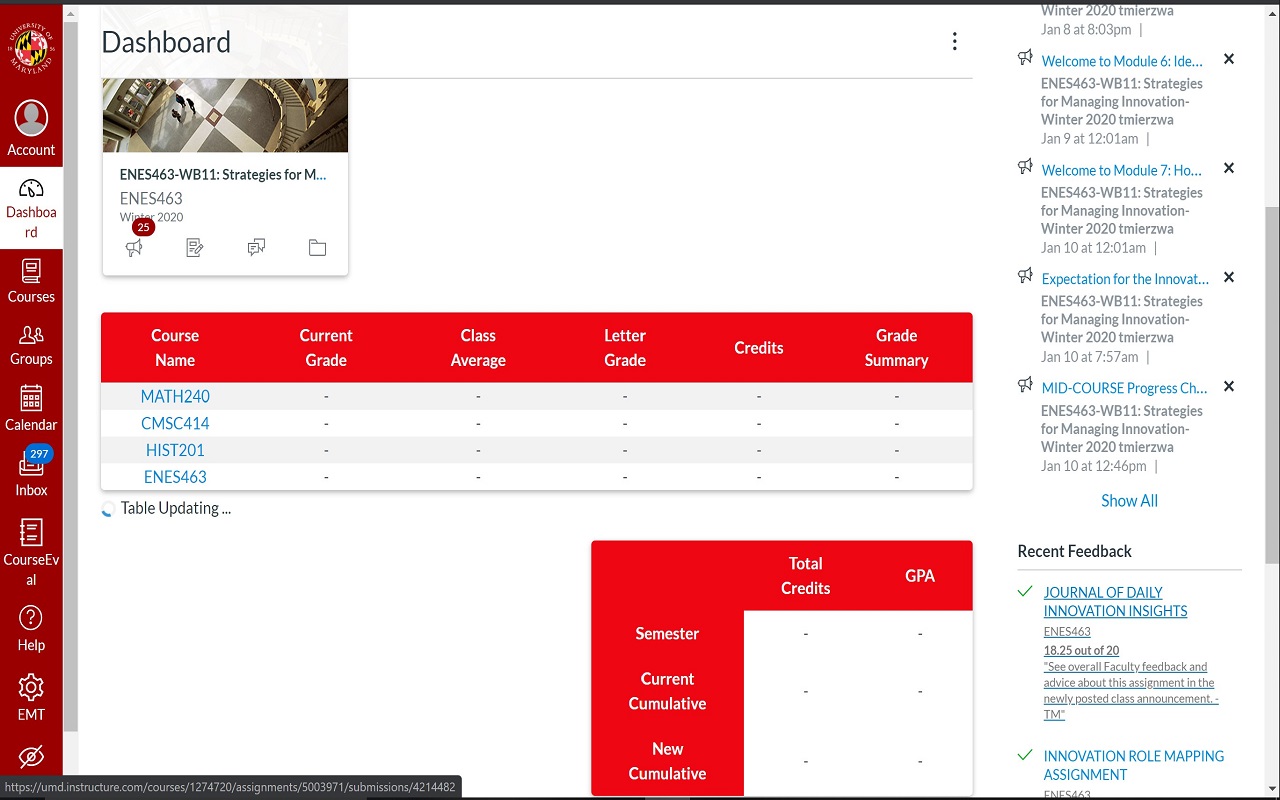 UNIVERSITY OF
18 56
MARYLAND
Account
Dashboa
rd
Courses
Groups
Calendar
297
Inbox
CourseEv
al
Help
EMT
Dashboard
ENES463-WB11: Strategies for M...
ENES463
Winter 2020
25
Course
Name
Current
Grade
Class
Average
Letter
Grade
Credits
Grade
Summary
MATH240 - - - - -
CMSC414 - - - - -
HIST201 - - - - -
ENES463 - - - - -
Table Updating ...
Total
Credits
GPA
Semester - -
Current
Cumulative
- -
New
Cumulative
- -
Winter 2020 tmierzwa
Jan 8 at 8:03pm |
Welcome to Module 6: Ide...
ENES463-WB11: Strategies
for Managing Innovation-
Winter 2020 tmierzwa
Jan 9 at 12:01am |
Welcome to Module 7: Ho...
ENES463-WB11: Strategies
for Managing Innovation-
Winter 2020 tmierzwa
Jan 10 at 12:01am |
Expectation for the Innovat...
ENES463-WB11: Strategies
for Managing Innovation-
Winter 2020 tmierzwa
Jan 10 at 7:57am |
MID-COURSE Progress Ch...
ENES463-WB11: Strategies
for Managing Innovation-
Winter 2020 tmierzwa
Jan 10 at 12:46pm |
Show All
Recent Feedback
JOURNAL OF DAILY
INNOVATION INSIGHTS
ENES463
18.25 out of 20
"See overall Faculty feedback and
advice about this assignment in the
newly posted class announcement. -
TM"
INNOVATION ROLE MAPPING
ASSIGNMENT
ENES463
https://umd.instructure.com/courses/1274720/assignments/5003971/submissions/4214482